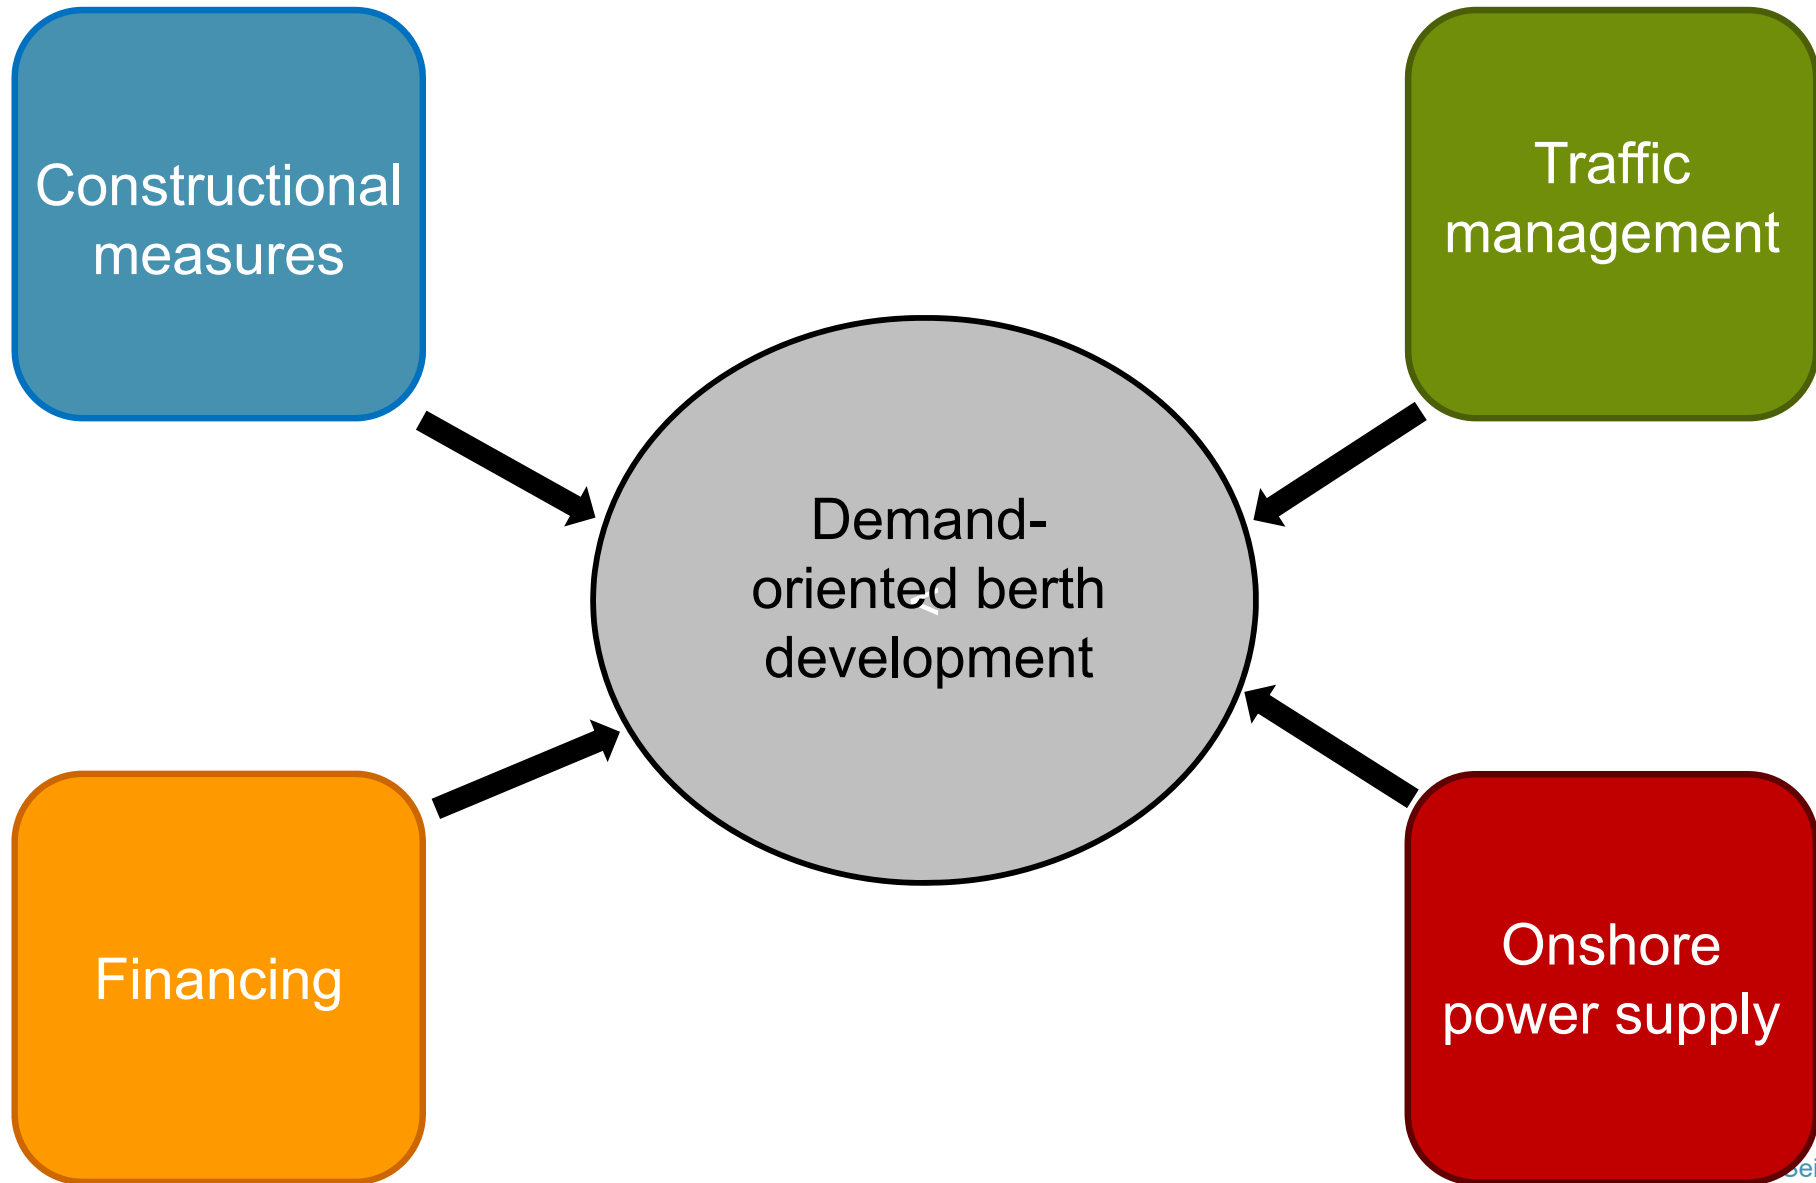 Constructional
measures
Traffic
management
Demand-
oriented berth
development
Financing
Onshore
power supply